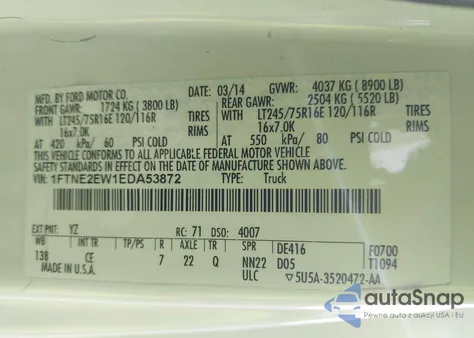 MFD. BY FORD MOTOR CO. DATE: 03/14 GVWR: 4037 KG ( 8900 LB)
FRONT GAWR: 1724 KG ( 3800 LB) REAR GAWR: 2504 KG ( 5520 LB)
WITH LT245/75R16E 120/116R TIRES WITH LT245/75R16E 120/116R TIRES
16x7.0K RIMS 16x7.0K RIMS
AT 420 kPa/ 60 PSI COLD AT 550 kPa/ 80 PSI COLD
THIS VEHICLE CONFORMS TO ALL APPLICABLE FEDERAL MOTOR VEHICLE
SAFETY STANDARDS IN EFFECT ON THE DATE OF MANUFACTURE SHOWN ABOVE.
VIN: 1FTNE2EW1EDA53872 TYPE: Truck
EXT PNT: YZ RC: 71 DSO: 4007
WB INT TR TP/PS R AXLE TR SPR DE416 F0700
138 CE 7 22 Q NN22 D05 T1094
MADE IN U.S.A. ULC ▽5U5A-3520472-AA
autoSnap
Pewne auta z aukcji USA - EU